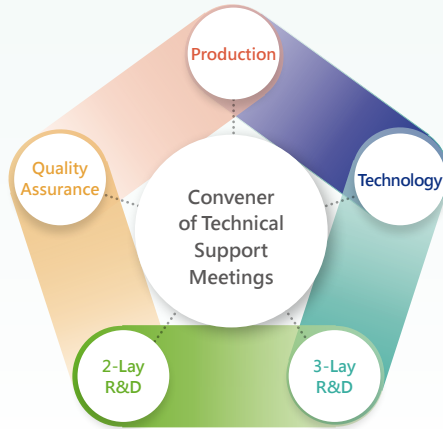 Production
Quality
Assurance
Technology
Convener
of Technical
Support
Meetings
2-Lay
R&D
3-Lay
R&D